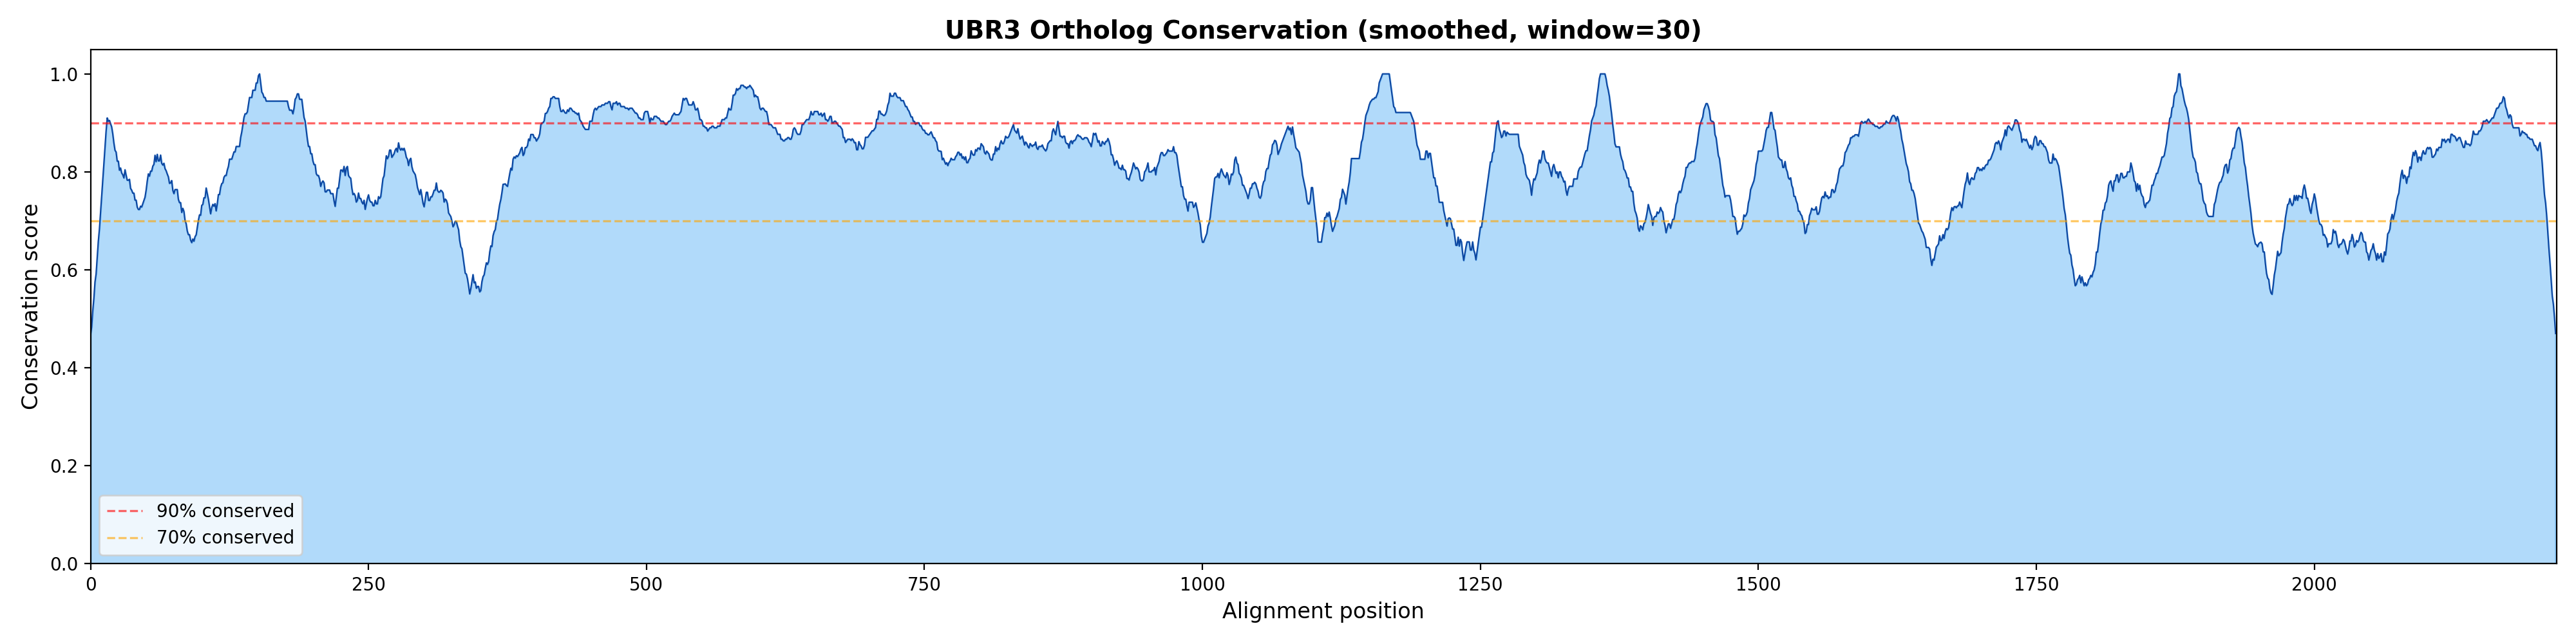 UBR3 Ortholog Conservation (smoothed, window=30)
Conservation score
1.0
0.8
0.6
0.4
0.2
0.0
90% conserved
70% conserved
0 250 500 750 1000 1250 1500 1750 2000
Alignment position